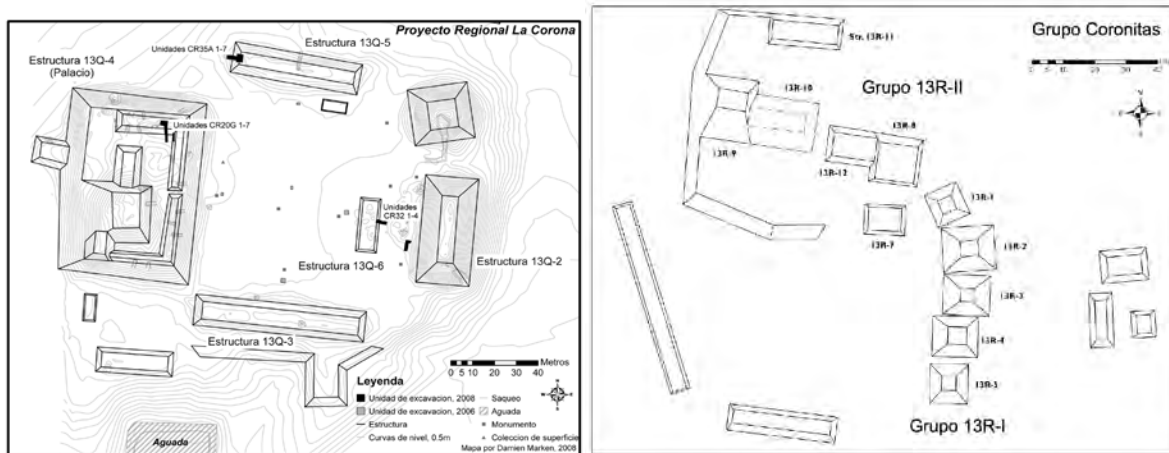 Proyecto Regional La Corona
Unidades CR35A 1-7
Estructura 13Q-5
Estructura 13Q-4
(Palacio)
Unidades CR20G 1-7
Unidades
CR32 1-4
Estructura 13Q-6
Estructura 13Q-2
Estructura 13Q-3
Metros
0 5 10 20 30 40
Leyenda
Unidad de excavacion, 2008
Unidad de excavacion, 2006
Estructura
Curvas de nivel, 0.5m
Saqueo
Aguada
Monumento
Coleccion de superficie
Mapa por Damien Marken, 2008
N
W E
S
Aguada
Grupo Coronitas
Str. 13R-11
Grupo 13R-II
13R-10
13R-9
13R-8
13R-12
13R-7
13R-1
13R-2
13R-3
13R-4
13R-5
Grupo 13R-I